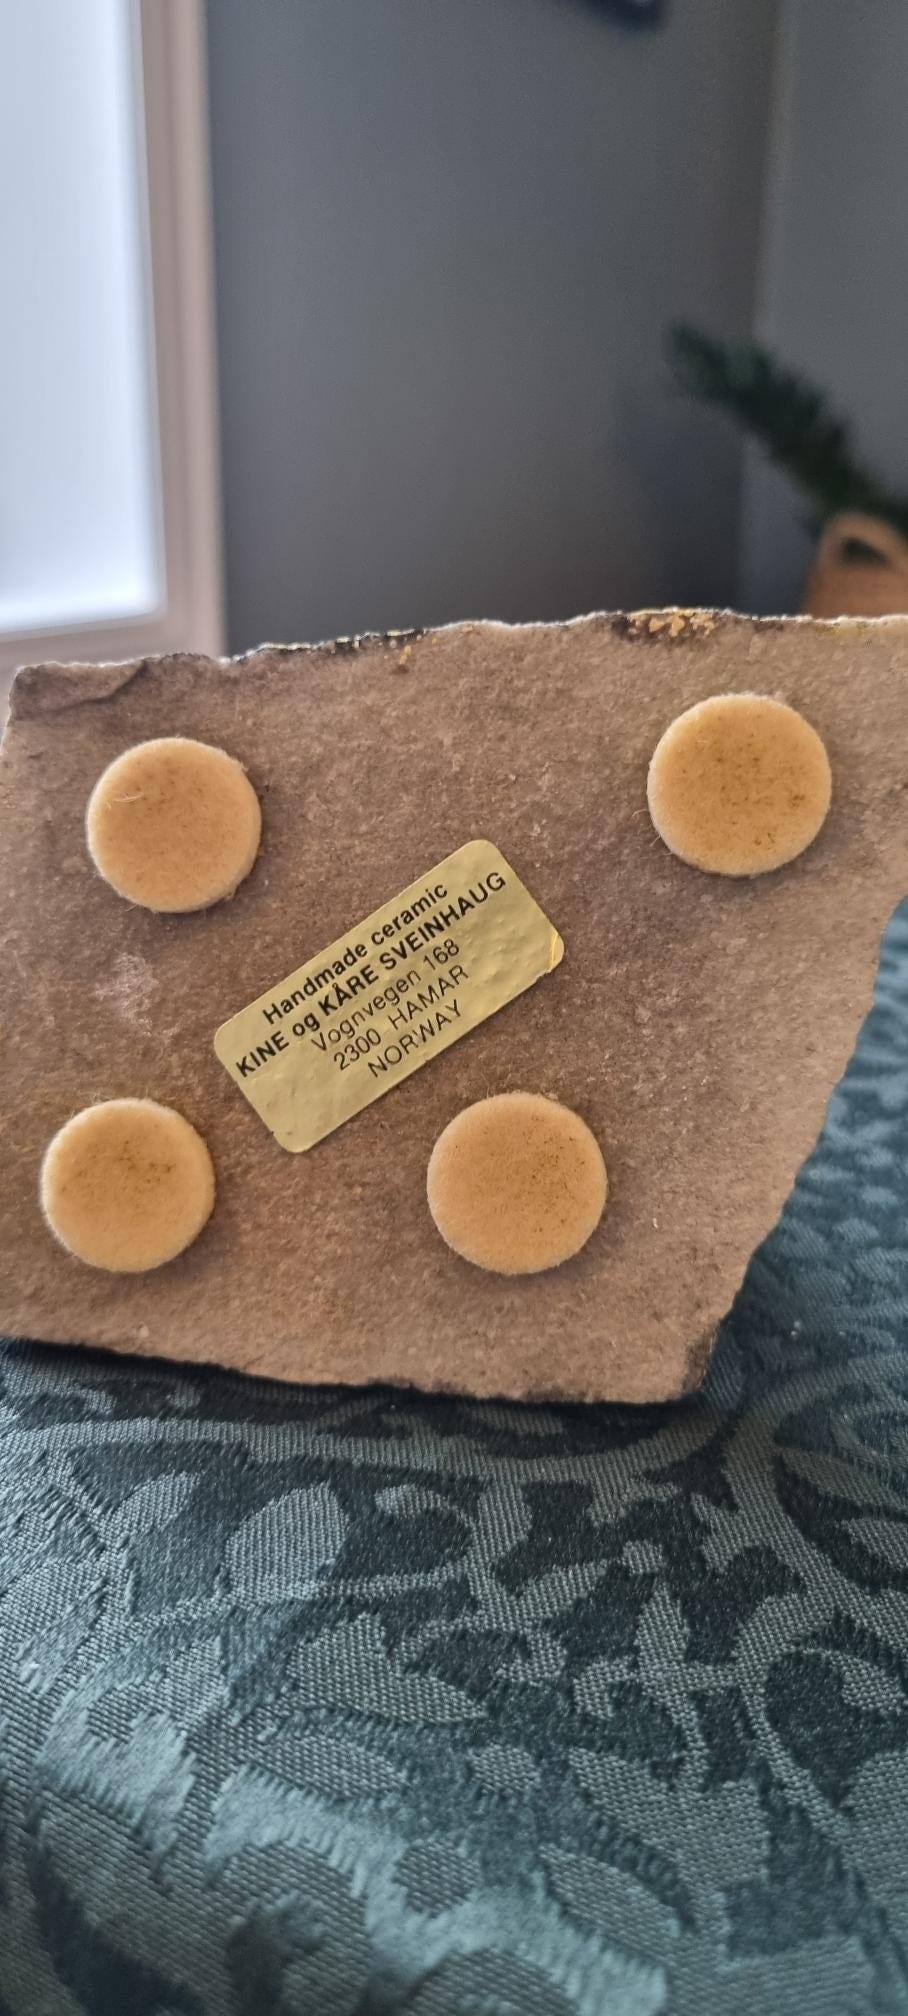 Handmade ceramic
KINE og KÅRE SVEINHAUG
Vognvegen 168
2300 HAMAR
NORWAY